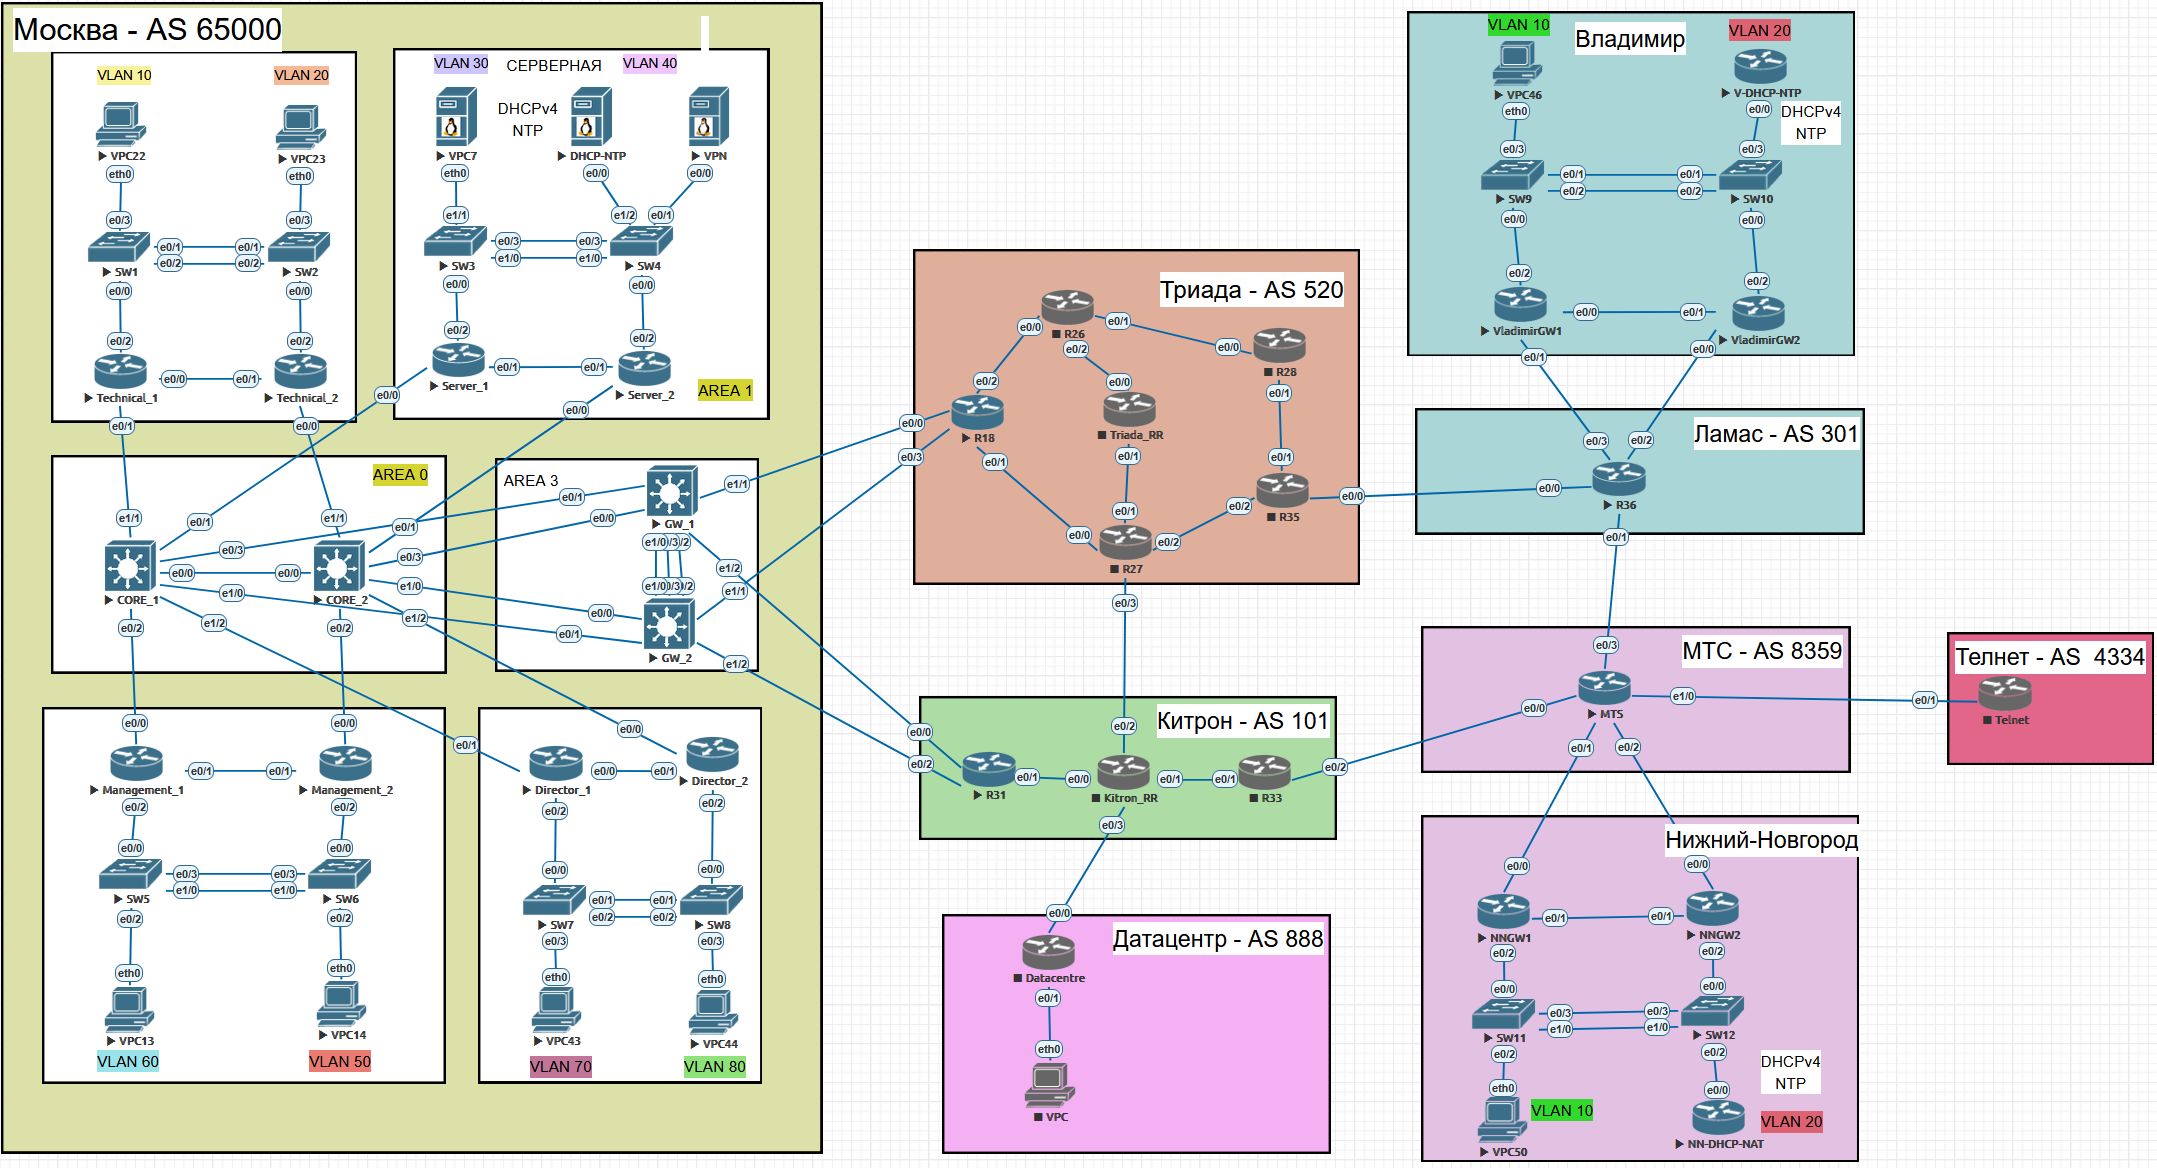 Москва - AS 65000
VLAN 10
VLAN 20
VPC22
VPC23
eth0
eth0
e0/3
e0/3
e0/1
e0/1
e0/2
e0/2
SW1
SW2
e0/0
e0/0
e0/2
e0/2
e0/0
e0/1
Technical_1
Technical_2
e0/1
e0/0
VLAN 30
СЕРВЕРНАЯ
VLAN 40
DHCPv4
NTP
VPC7
DHCP-NTP
VPN
eth0
e0/0
e0/0
e1/1
e1/2
e0/1
e0/3
e0/3
e1/0
e1/0
SW3
SW4
e0/0
e0/0
e0/2
e0/2
e0/1
e0/1
Server_1
Server_2
AREA 1
e0/0
e0/0
AREA 0
e1/1
e1/1
e0/1
e0/1
e0/3
e0/3
e0/0
e0/0
CORE_1
CORE_2
e1/0
e1/0
e1/2
e1/2
e0/2
e0/2
AREA 3
e0/1
e0/0
GW_1
e1/1
e1/0
/3
/2
e1/2
e1/0
/3
/2
e1/1
e0/0
e0/1
GW_2
e1/2
e0/0
e0/0
e0/1
e0/1
Management_1
Management_2
e0/2
e0/2
e0/0
e0/0
e0/3
e0/3
e1/0
e1/0
SW5
SW6
e0/2
e0/2
eth0
eth0
VPC13
VPC14
VLAN 60
VLAN 50
e0/1
e0/0
e0/0
e0/1
Director_1
Director_2
e0/2
e0/2
e0/0
e0/0
e0/1
e0/1
e0/2
e0/2
SW7
SW8
e0/3
e0/3
eth0
eth0
VPC43
VPC44
VLAN 70
VLAN 80
Триада - AS 520
e0/0
R26
e0/1
e0/2
e0/0
R28
e0/2
e0/0
e0/1
e0/0
R18
e0/3
e0/1
Triada_RR
e0/1
e0/1
e0/1
e0/2
R35
e0/0
e0/0
e0/2
R27
e0/3
Китрон - AS 101
e0/0
e0/2
e0/2
R31
e0/1
e0/0
Kitron_RR
e0/1
e0/1
R33
e0/2
e0/3
e0/0
Датацентр - AS 888
Datacentre
e0/1
eth0
VPC
VLAN 10
Владимир
VLAN 20
VPC46
V-DHCP-NTP
eth0
e0/0
DHCPv4
NTP
e0/3
e0/3
e0/1
e0/1
e0/2
e0/2
SW9
SW10
e0/0
e0/0
e0/2
e0/2
e0/0
e0/1
VladimirGW1
VladimirGW2
e0/1
e0/0
Ламас - AS 301
e0/3
e0/2
e0/0
R36
e0/1
МТС - AS 8359
e0/3
e0/0
MTS
e1/0
e0/1
e0/2
Телнет - AS  4334
e0/1
Telnet
Нижний-Новгород
e0/0
e0/0
e0/1
e0/1
NNGW1
NNGW2
e0/2
e0/2
e0/0
e0/0
e0/3
e0/3
e1/0
e1/0
SW11
SW12
e0/2
e0/2
DHCPv4
NTP
eth0
e0/0
VLAN 10
VLAN 20
VPC50
NN-DHCP-NAT